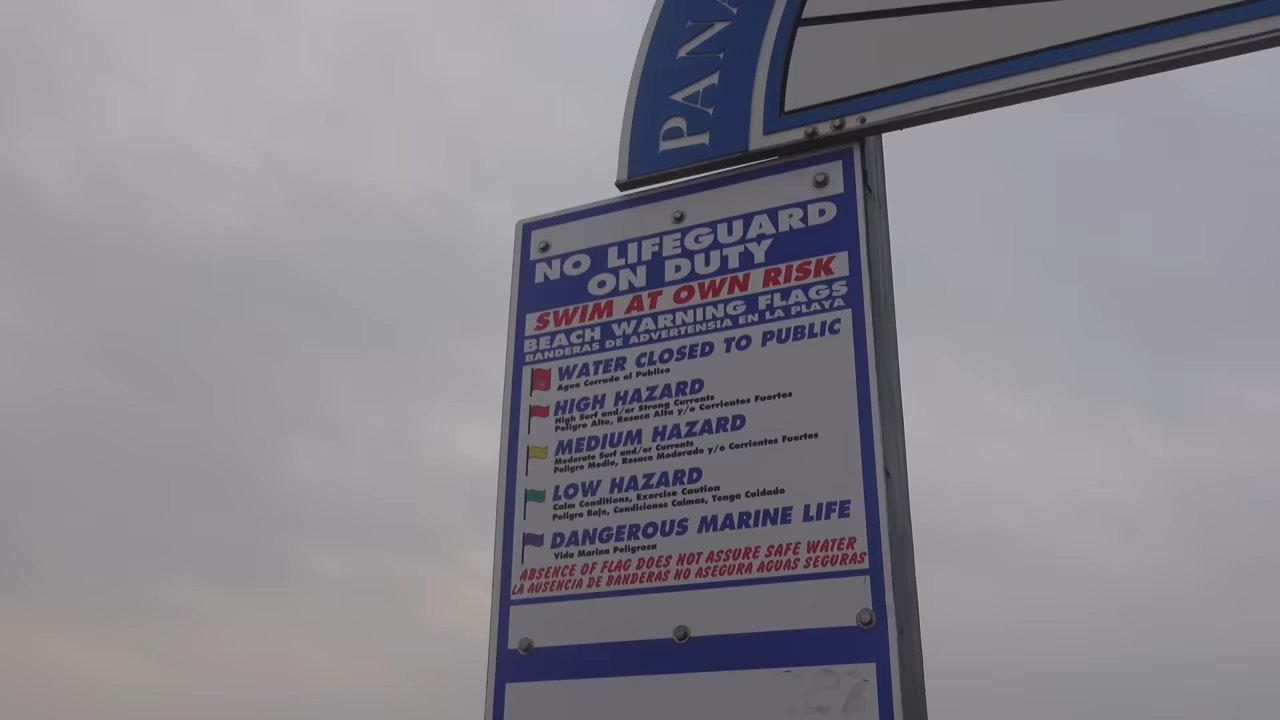 PANA
NO LIFEGUARD
ON DUTY
SWIM AT OWN RISK
BEACH WARNING FLAGS
BANDERAS DE ADVERTENSIA EN LA PLAYA
WATER CLOSED TO PUBLIC
Agua Cerrada al Publico
HIGH HAZARD
High Surf and/or Strong Currents
Peligro Alto, Resaca Alta y/o Corrientes Fuertes
MEDIUM HAZARD
Moderate Surf and/or Currents
Peligro Medio, Resaca Moderado y/o Corrientes Fuertes
LOW HAZARD
Calm Conditions, Exercise Caution
Peligro Bajo, Condiciones Calmas, Tenga Cuidado
DANGEROUS MARINE LIFE
Vida Marina Peligrosa
ABSENCE OF FLAG DOES NOT ASSURE SAFE WATER
LA AUSENCIA DE BANDERAS NO ASEGURA AGUAS SEGURAS